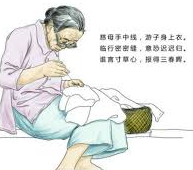 慈母手中线，游子身上衣。
临行密密缝，意恐迟迟归。
谁言寸草心，报得三春晖。